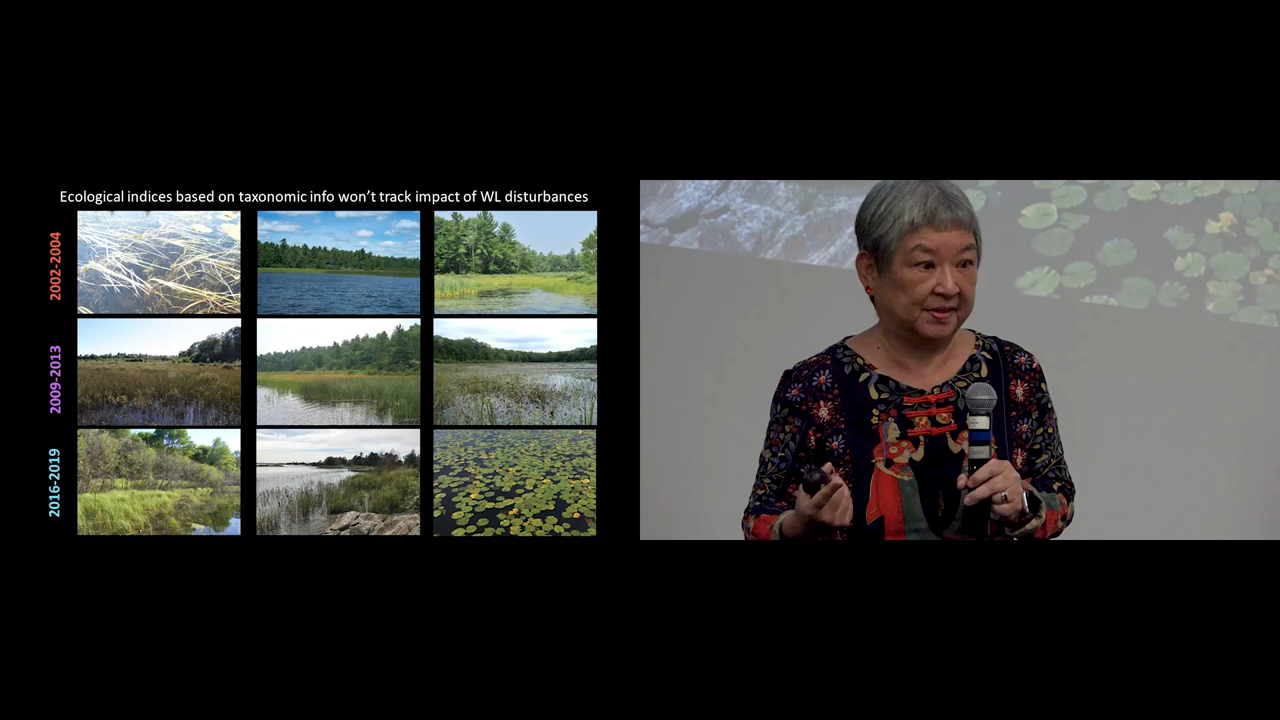 Ecological indices based on taxonomic info won't track impact of WL disturbances
2002-2004
2009-2013
2016-2019